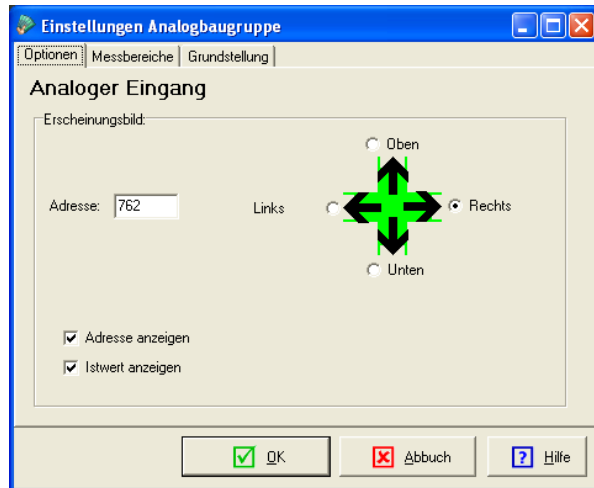 Einstellungen Analogbaugruppe
Optionen Messbereiche Grundstellung
Analoger Eingang
Erscheinungsbild:
Oben
Adresse: 762 Links Rechts
Unten
Adresse anzeigen
Istwert anzeigen
OK Abbuch ? Hilfe